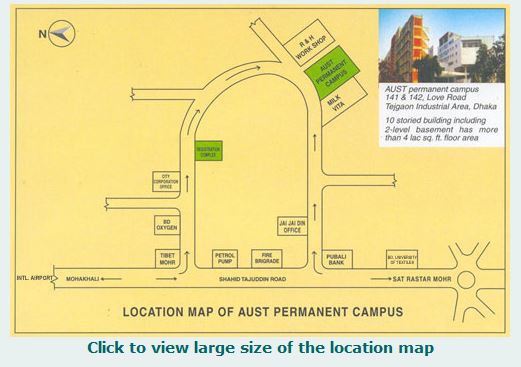 N
R & H
WORK SHOP
AUST
PERMANENT
CAMPUS
MILK
VITA
AUST permanent campus
141 & 142, Love Road
Tejgaon Industrial Area, Dhaka
10 storied building including
2-level basement has more
than 4 lac sq. ft. floor area
REGISTRATION
COMPLEX
CITY
CORPORATION
OFFICE
BD
OXYGEN
JAI JAI DIN
OFFICE
TIBET
MOHR
PETROL
PUMP
FIRE
BRIGRADE
PUBALI
BANK
BD. UNIVERSITY
OF TEXTILES
INTL. AIRPORT
MOHAKHALI
SHAHID TAJUDDIN ROAD
SAT RASTAR MOHR
LOCATION MAP OF AUST PERMANENT CAMPUS
Click to view large size of the location map